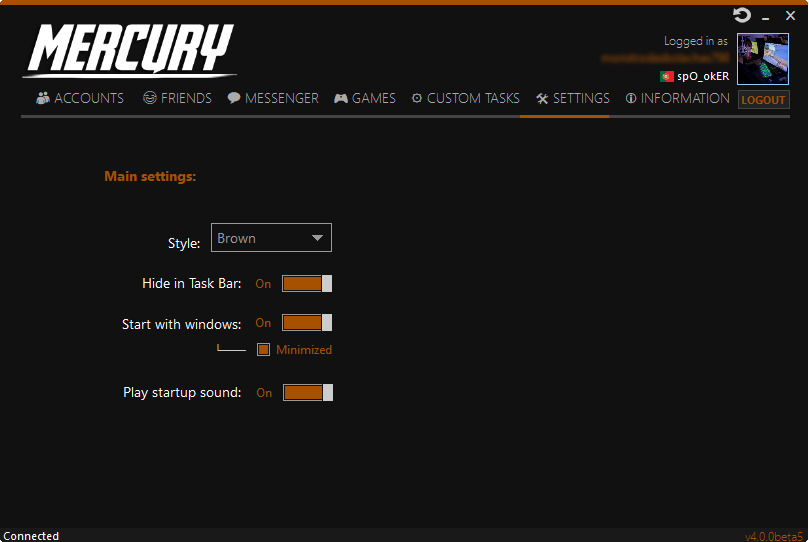 MERCURY
Logged in as
spO_okER
ACCOUNTS FRIENDS MESSENGER GAMES CUSTOM TASKS SETTINGS INFORMATION LOGOUT
Main settings:
Style: Brown
Hide in Task Bar: On
Start with windows: On
Minimized
Play startup sound: On
Connected v4.0.0beta5